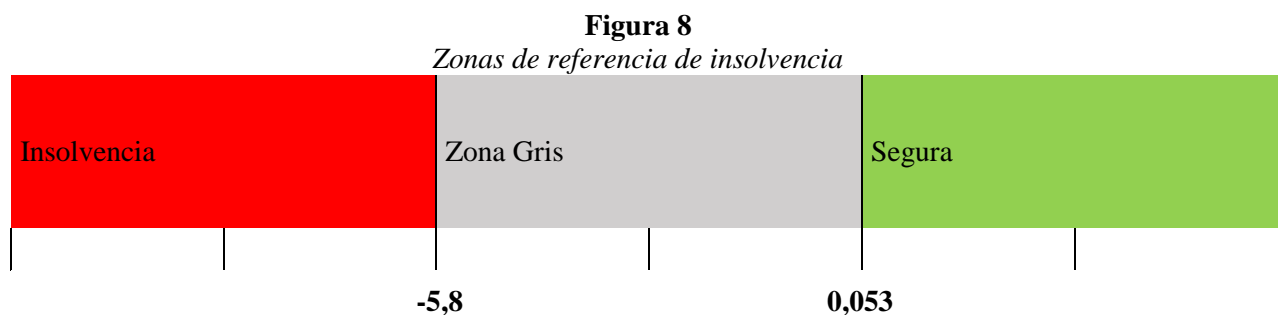 Figura 8
Zonas de referencia de insolvencia
Insolvencia Zona Gris Segura
-5,8 0,053